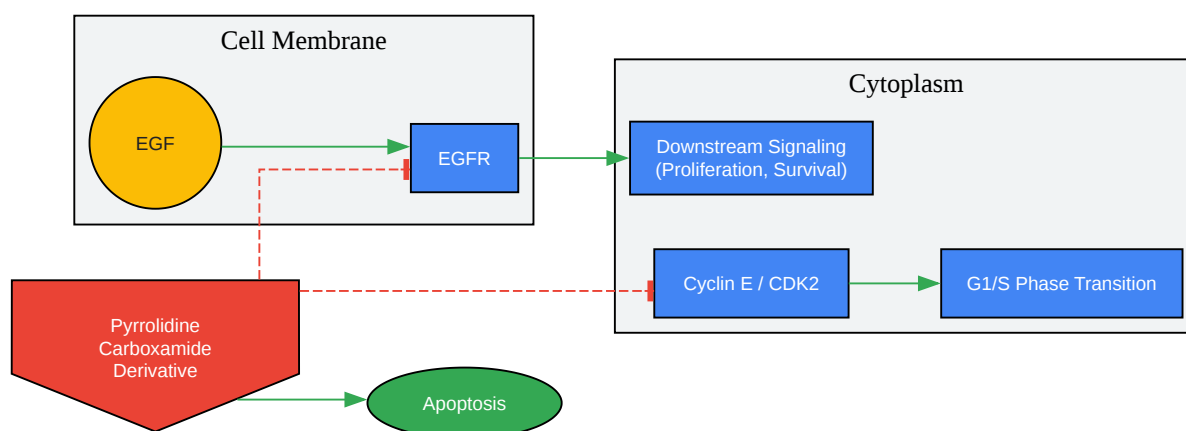 Cell Membrane
EGF
EGFR
Cytoplasm
Downstream Signaling
(Proliferation, Survival)
Cyclin E / CDK2
G1/S Phase Transition
Pyrrolidine
Carboxamide
Derivative
Apoptosis